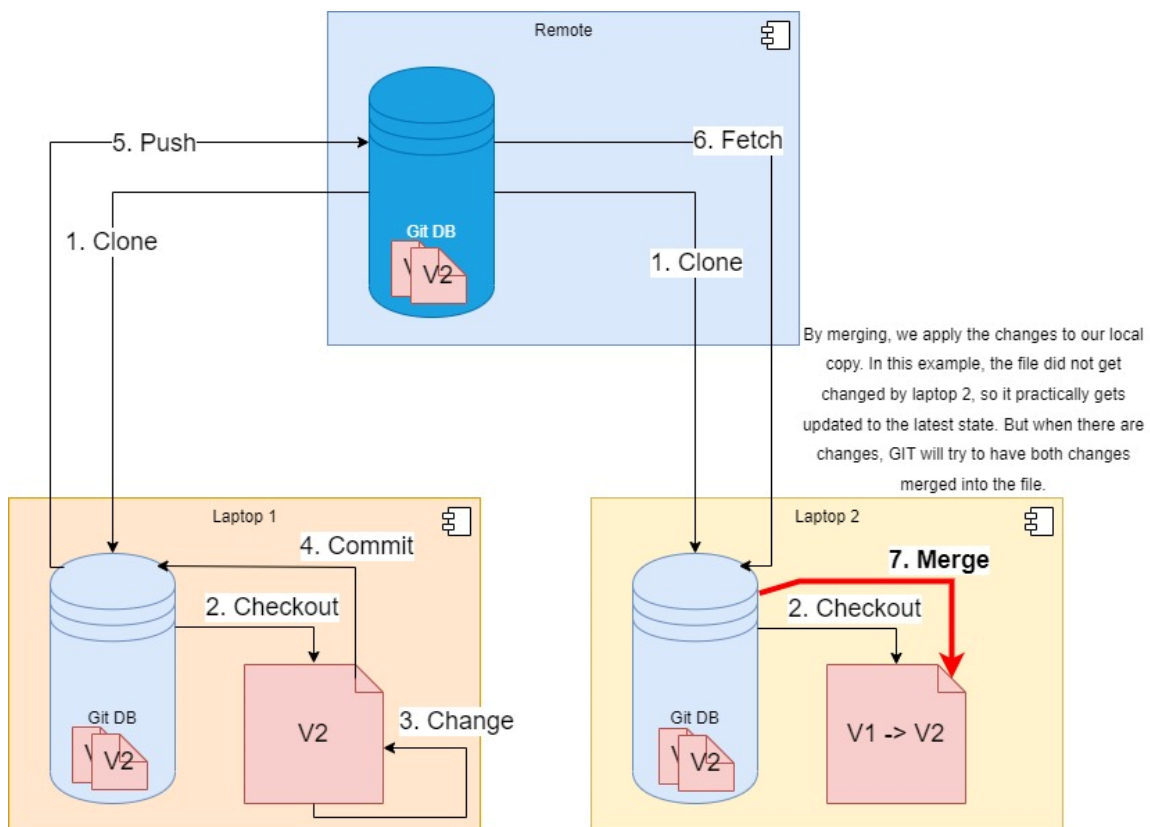 Remote
5. Push
6. Fetch
1. Clone
Git DB
V2
1. Clone
By merging, we apply the changes to our local
copy. In this example, the file did not get
changed by laptop 2, so it practically gets
updated to the latest state. But when there are
changes, GIT will try to have both changes
merged into the file.
Laptop 1
4. Commit
2. Checkout
Git DB
V2
V2
3. Change
Laptop 2
7. Merge
2. Checkout
Git DB
V2
V1 -> V2